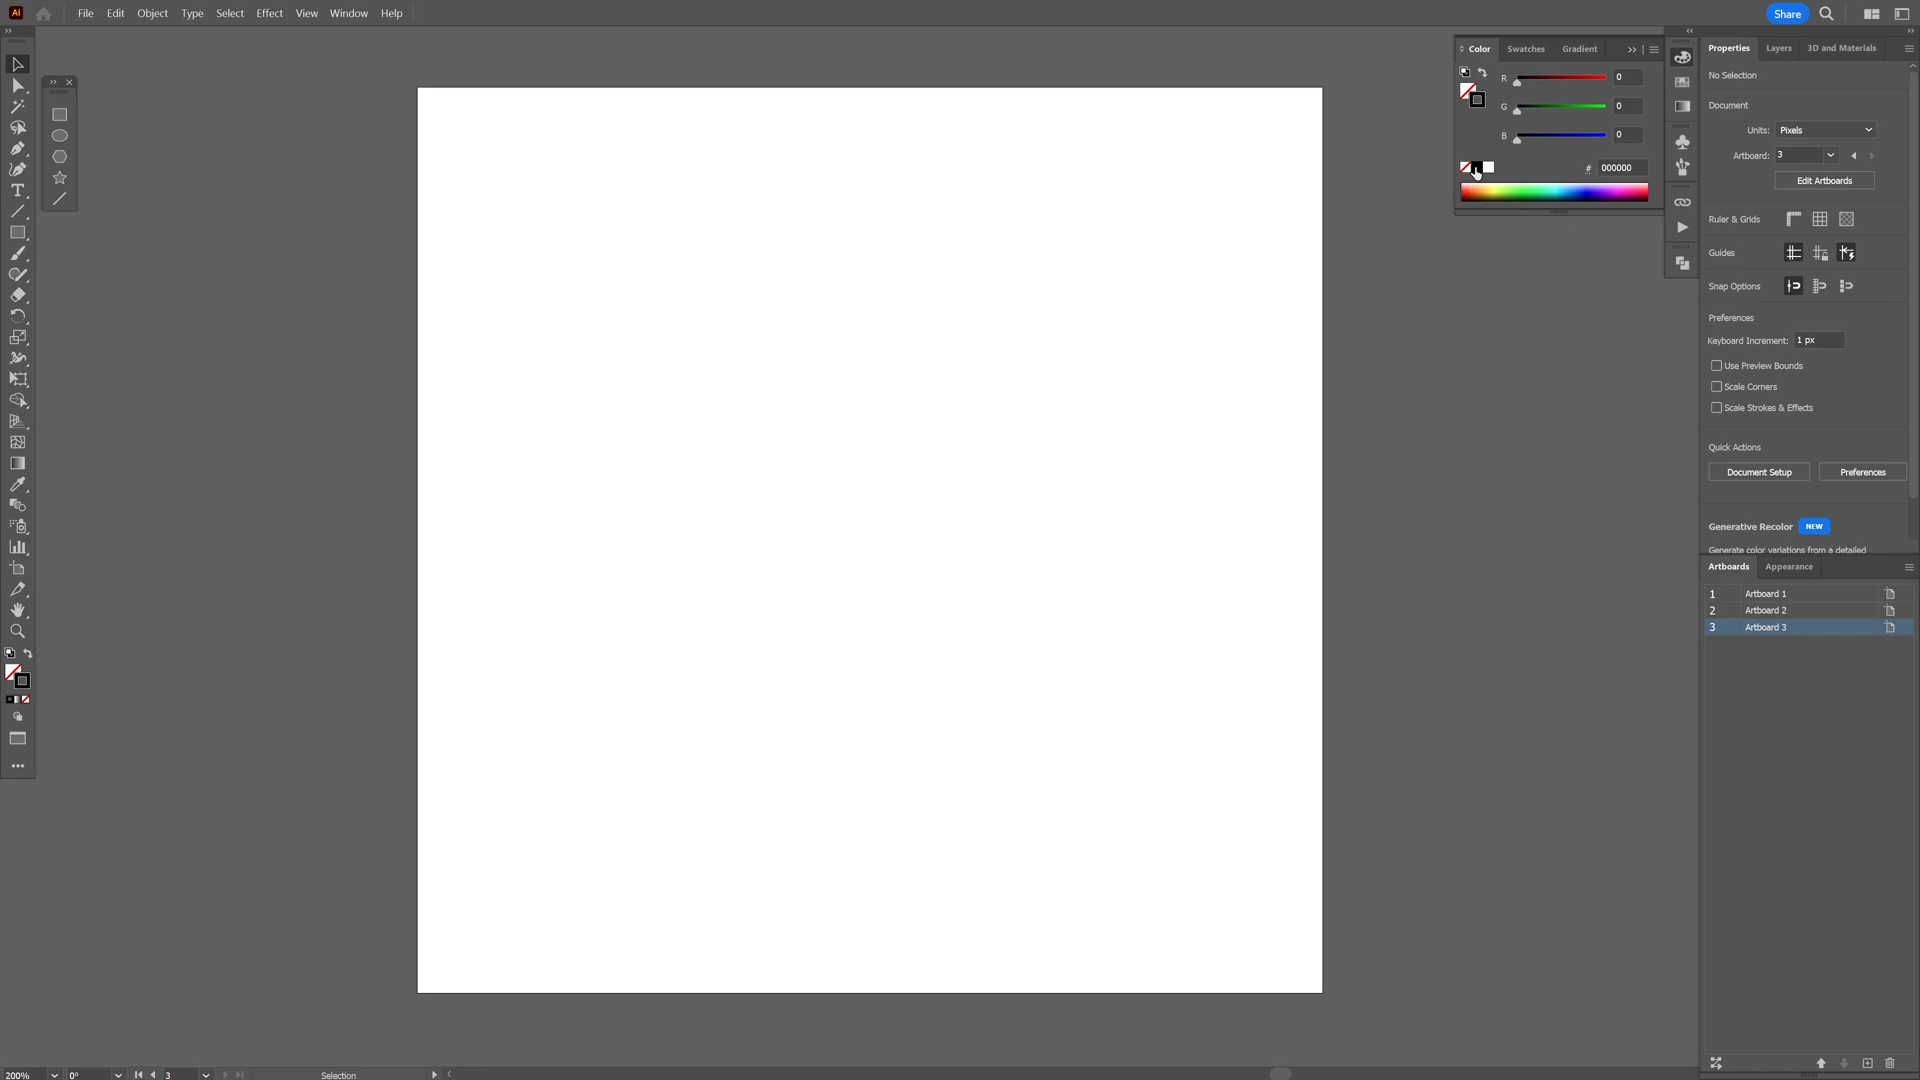 Ai File Edit Object Type Select Effect View Window Help Share
Color Swatches Gradient
R 0
G 0
B 0
# 000000
Properties Layers 3D and Materials
No Selection
Document
Units: Pixels
Artboard: 3
Edit Artboards
Ruler & Grids
Guides
Snap Options
Preferences
Keyboard Increment: 1 px
Use Preview Bounds
Scale Corners
Scale Strokes & Effects
Quick Actions
Document Setup Preferences
Generative Recolor NEW
Generate color variations from a detailed
Artboards Appearance
1 Artboard 1
2 Artboard 2
3 Artboard 3
200% 0° 3 Selection